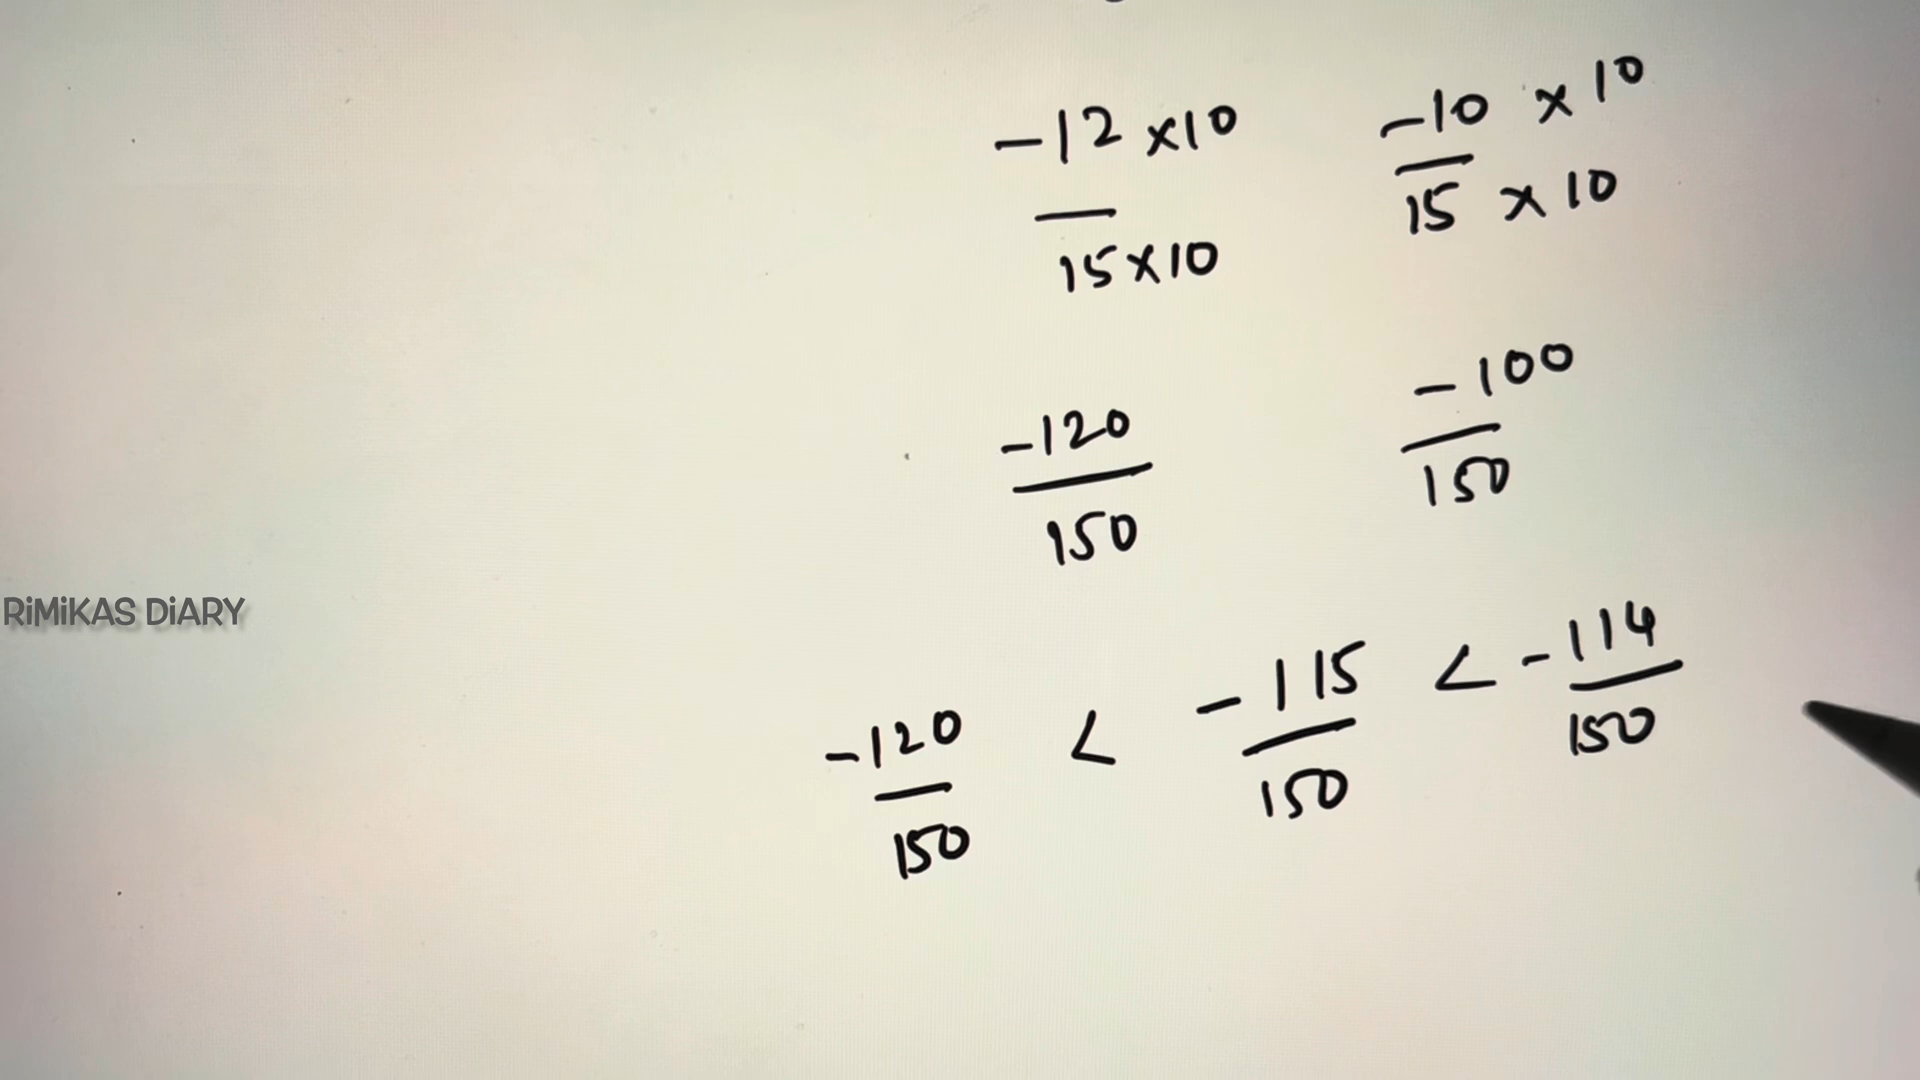 -12 x10 / 15x10   -10 x 10 / 15 x 10
-120 / 150   -100 / 150
-120 / 150 < -115 / 150 < -114 / 150
RiMiKAS DiARY